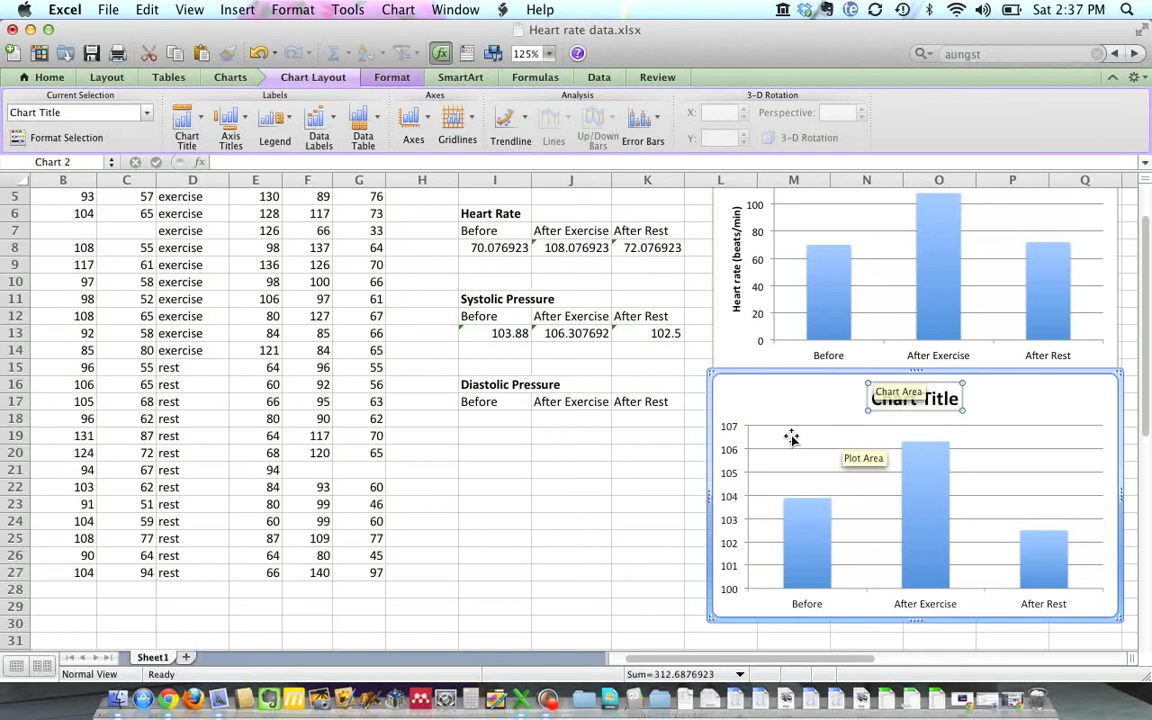 Excel File Edit View Insert Format Tools Chart Window Help Sat 2:37 PM
Heart rate data.xlsx
125% aungst
Home Layout Tables Charts Chart Layout Format SmartArt Formulas Data Review
Current Selection Labels Axes Analysis 3-D Rotation
Chart Title X: Perspective:
Format Selection Y: 3-D Rotation
Chart Title Axis Titles Legend Data Labels Data Table Axes Gridlines Trendline Lines Up/Down Bars Error Bars
Chart 2 fx
B C D E F G H I J K L M N O P Q
5 93 57 exercise 130 89 76
6 104 65 exercise 128 117 73 Heart Rate
7 exercise 126 66 33 Before After Exercise After Rest
8 108 55 exercise 98 137 64 70.076923 108.076923 72.076923
9 117 61 exercise 136 126 70
10 97 58 exercise 98 100 66
11 98 52 exercise 106 97 61 Systolic Pressure
12 108 65 exercise 80 127 67 Before After Exercise After Rest
13 92 58 exercise 84 85 66 103.88 106.307692 102.5
14 85 80 exercise 121 84 65
15 96 55 rest 64 96 55
16 106 65 rest 60 92 56 Diastolic Pressure
17 105 68 rest 66 95 63 Before After Exercise After Rest
18 96 62 rest 80 90 62
19 131 87 rest 64 117 70
20 124 72 rest 68 120 65
21 94 67 rest 94
22 103 62 rest 84 93 60
23 91 51 rest 80 99 46
24 104 59 rest 60 99 60
25 108 77 rest 87 109 77
26 90 64 rest 64 80 45
27 104 94 rest 66 140 97
28
29
30
31
Heart rate (beats/min)
100
80
60
40
20
0
Before After Exercise After Rest
Chart Area
Chart Title
Plot Area
107
106
105
104
103
102
101
100
Before After Exercise After Rest
Sheet1
Normal View Ready Sum=312.6876923